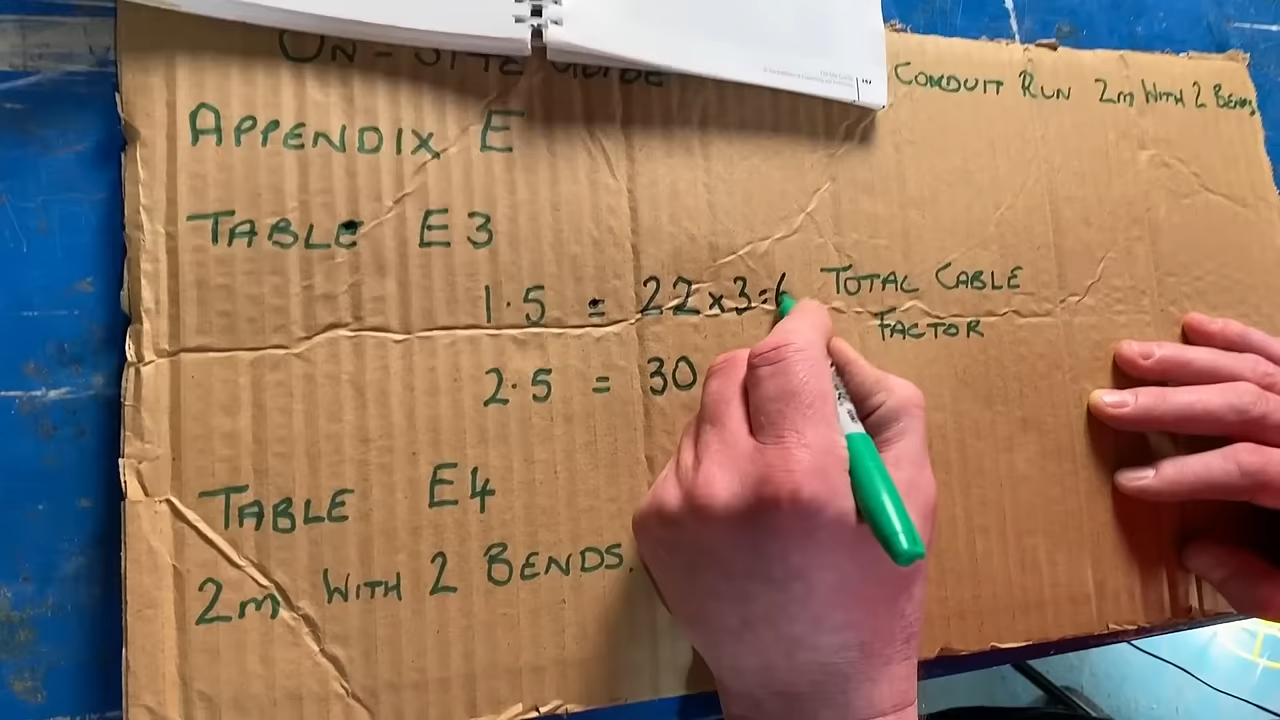 ON-SITE GUIDE
CONDUIT RUN 2m WITH 2 BENDS
APPENDIX E
TABLE E3
1.5 = 22 x 3 = 6
TOTAL CABLE
FACTOR
2.5 = 30
TABLE E4
2m WITH 2 BENDS.